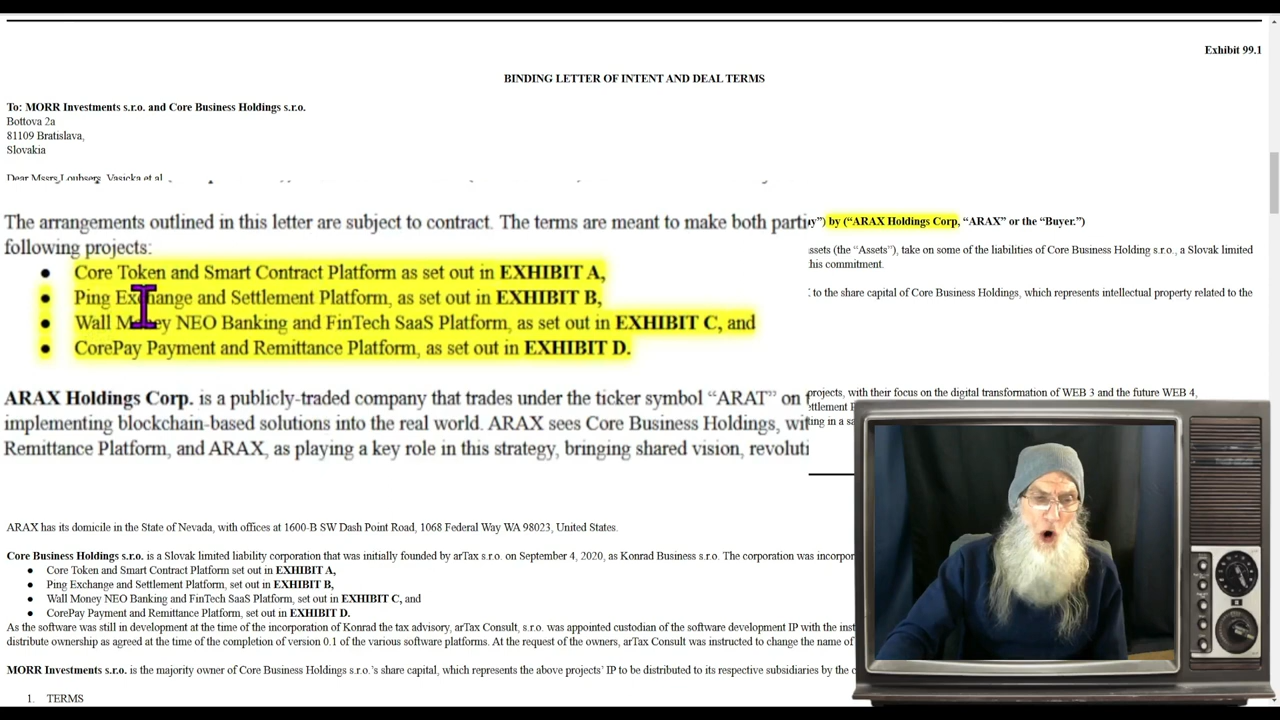 Exhibit 99.1
BINDING LETTER OF INTENT AND DEAL TERMS
To: MORR Investments s.r.o. and Core Business Holdings s.r.o.
Bottova 2a
81109 Bratislava,
Slovakia
Dear Mssrs Loubsers, Vasicka et al
The arrangements outlined in this letter are subject to contract. The terms are meant to make both parti
following projects:
● Core Token and Smart Contract Platform as set out in EXHIBIT A,
● Ping Exchange and Settlement Platform, as set out in EXHIBIT B,
● Wall Money NEO Banking and FinTech SaaS Platform, as set out in EXHIBIT C, and
● CorePay Payment and Remittance Platform, as set out in EXHIBIT D.
ARAX Holdings Corp. is a publicly-traded company that trades under the ticker symbol “ARAT” on
implementing blockchain-based solutions into the real world. ARAX sees Core Business Holdings, wit
Remittance Platform, and ARAX, as playing a key role in this strategy, bringing shared vision, revoluti
y”) by (“ARAX Holdings Corp, “ARAX” or the “Buyer.”)
ssets (the “Assets”), take on some of the liabilities of Core Business Holding s.r.o., a Slovak limited
his commitment.
to the share capital of Core Business Holdings, which represents intellectual property related to the
projects, with their focus on the digital transformation of WEB 3 and the future WEB 4,
ARAX has its domicile in the State of Nevada, with offices at 1600-B SW Dash Point Road, 1068 Federal Way WA 98023, United States.
Core Business Holdings s.r.o. is a Slovak limited liability corporation that was initially founded by arTax s.r.o. on September 4, 2020, as Konrad Business s.r.o. The corporation was incorpor
● Core Token and Smart Contract Platform set out in EXHIBIT A,
● Ping Exchange and Settlement Platform, set out in EXHIBIT B,
● Wall Money NEO Banking and FinTech SaaS Platform, set out in EXHIBIT C, and
● CorePay Payment and Remittance Platform, set out in EXHIBIT D.
As the software was still in development at the time of the incorporation of Konrad the tax advisory, arTax Consult, s.r.o. was appointed custodian of the software development IP with the inst
distribute ownership as agreed at the time of the completion of version 0.1 of the various software platforms. At the request of the owners, arTax Consult was instructed to change the name of
MORR Investments s.r.o. is the majority owner of Core Business Holdings s.r.o.’s share capital, which represents the above projects’ IP to be distributed to its respective subsidiaries by the c
1. TERMS